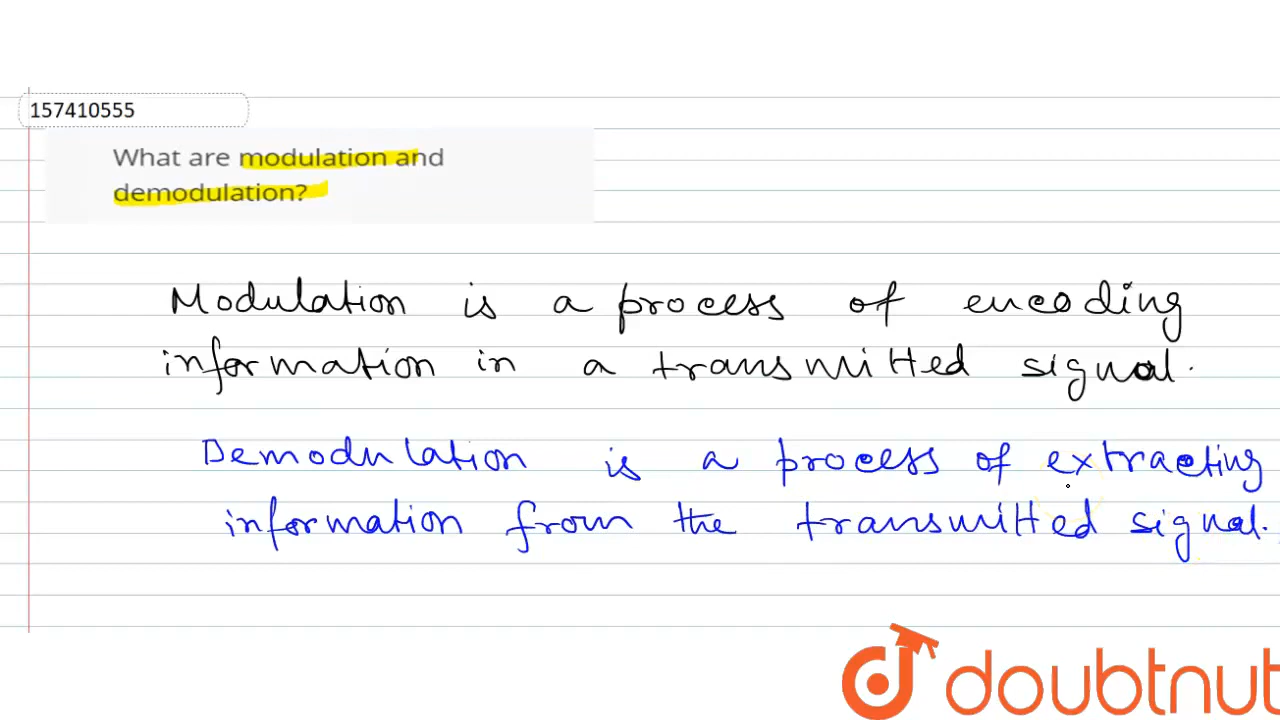 157410555
What are modulation and
demodulation?
Modulation is a process of encoding
information in a transmitted signal.
Demodulation is a process of extracting
information from the transmitted signal.
doubtnut